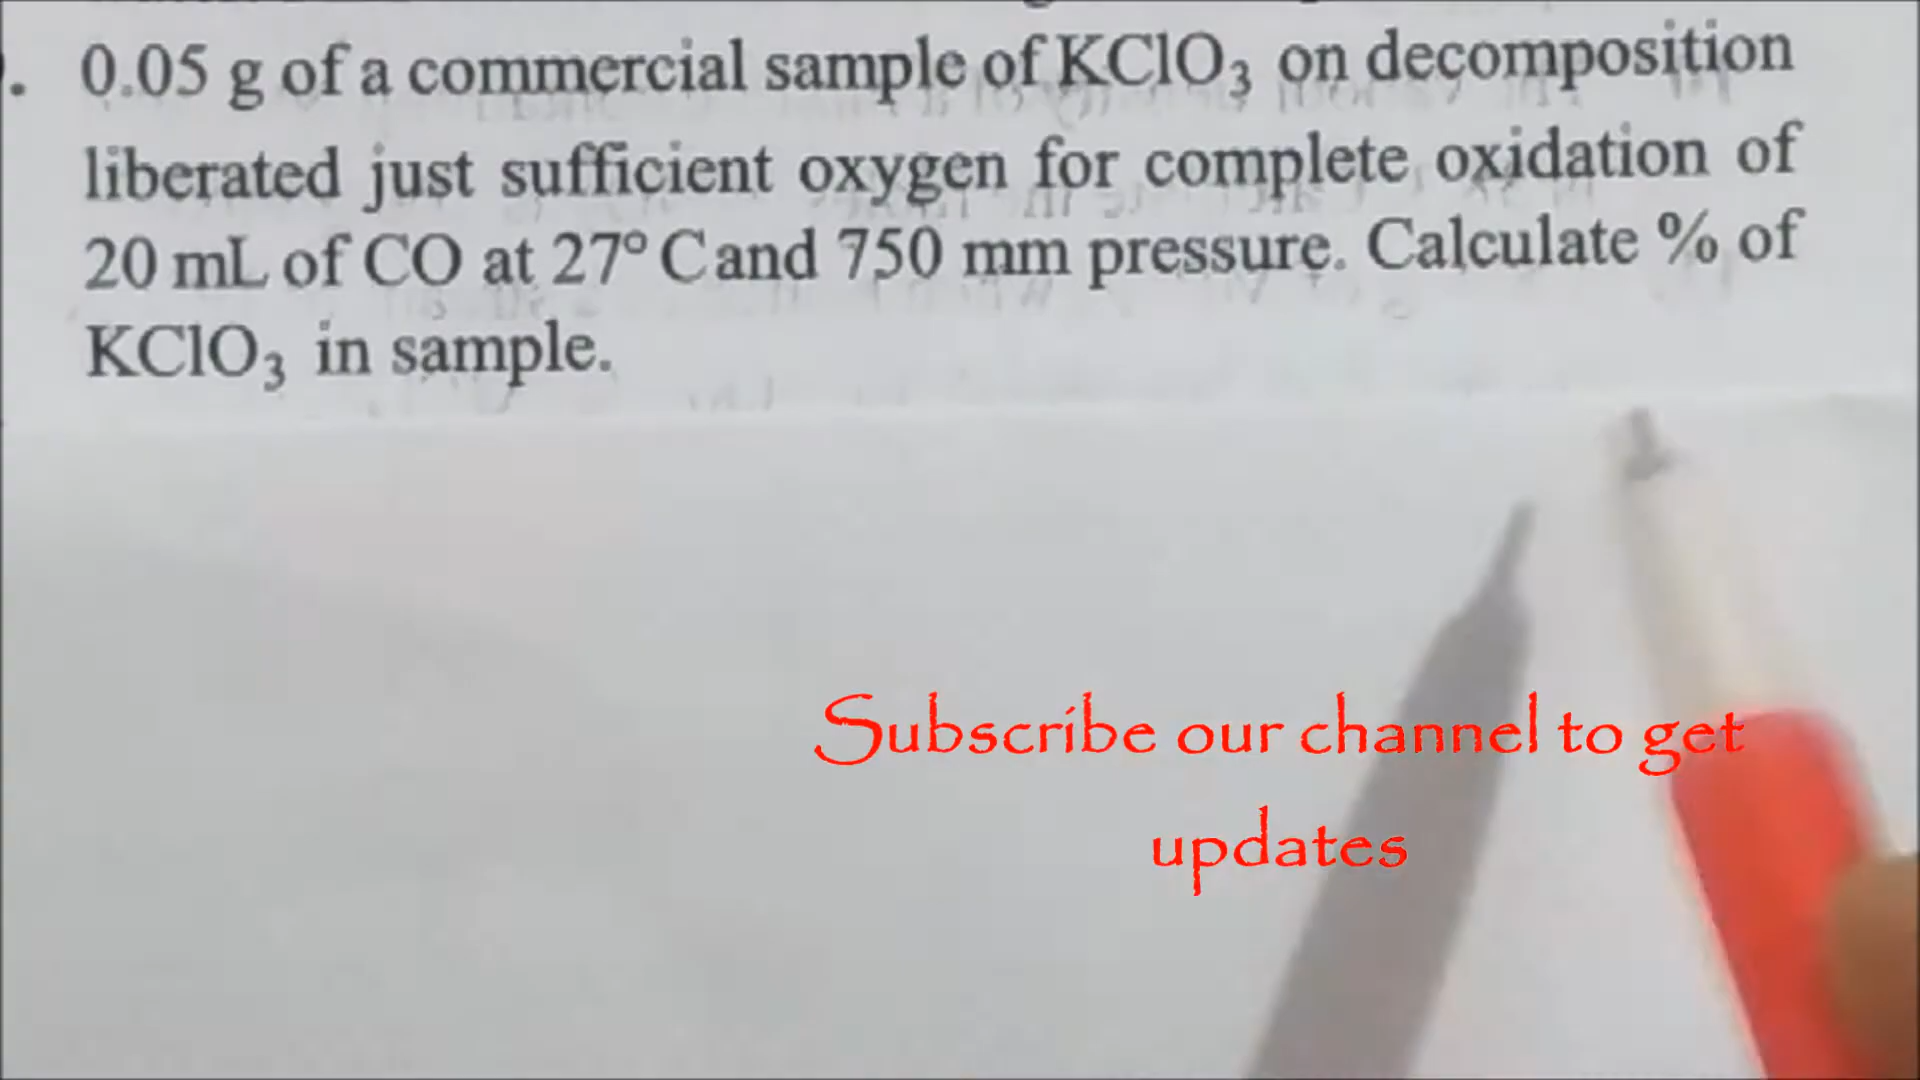 . 0.05 g of a commercial sample of KClO₃ on decomposition
liberated just sufficient oxygen for complete oxidation of
20 mL of CO at 27° C and 750 mm pressure. Calculate % of
KClO₃ in sample.
Subscribe our channel to get
updates